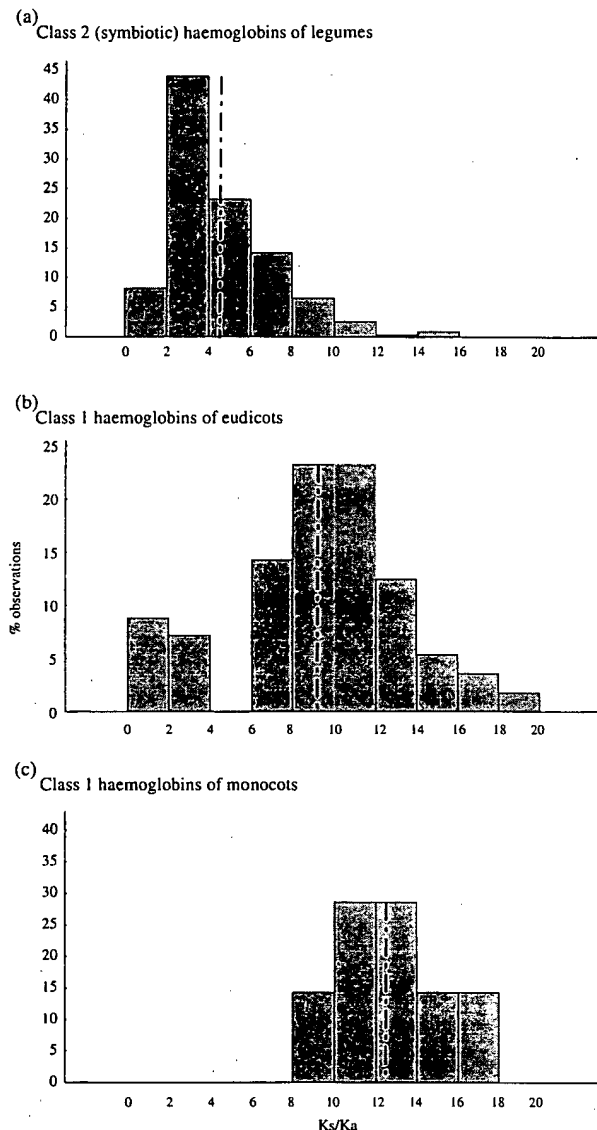 (a)
Class 2 (symbiotic) haemoglobins of legumes
45
40
35
30
25
20
15
10
5
0
0 2 4 6 8 10 12 14 16 18 20
(b)
Class 1 haemoglobins of eudicots
25
20
15
10
5
0
% observations
0 2 4 6 8 10 12 14 16 18 20
(c)
Class 1 haemoglobins of monocots
40
35
30
25
20
15
10
5
0
0 2 4 6 8 10 12 14 16 18 20
Ks/Ka